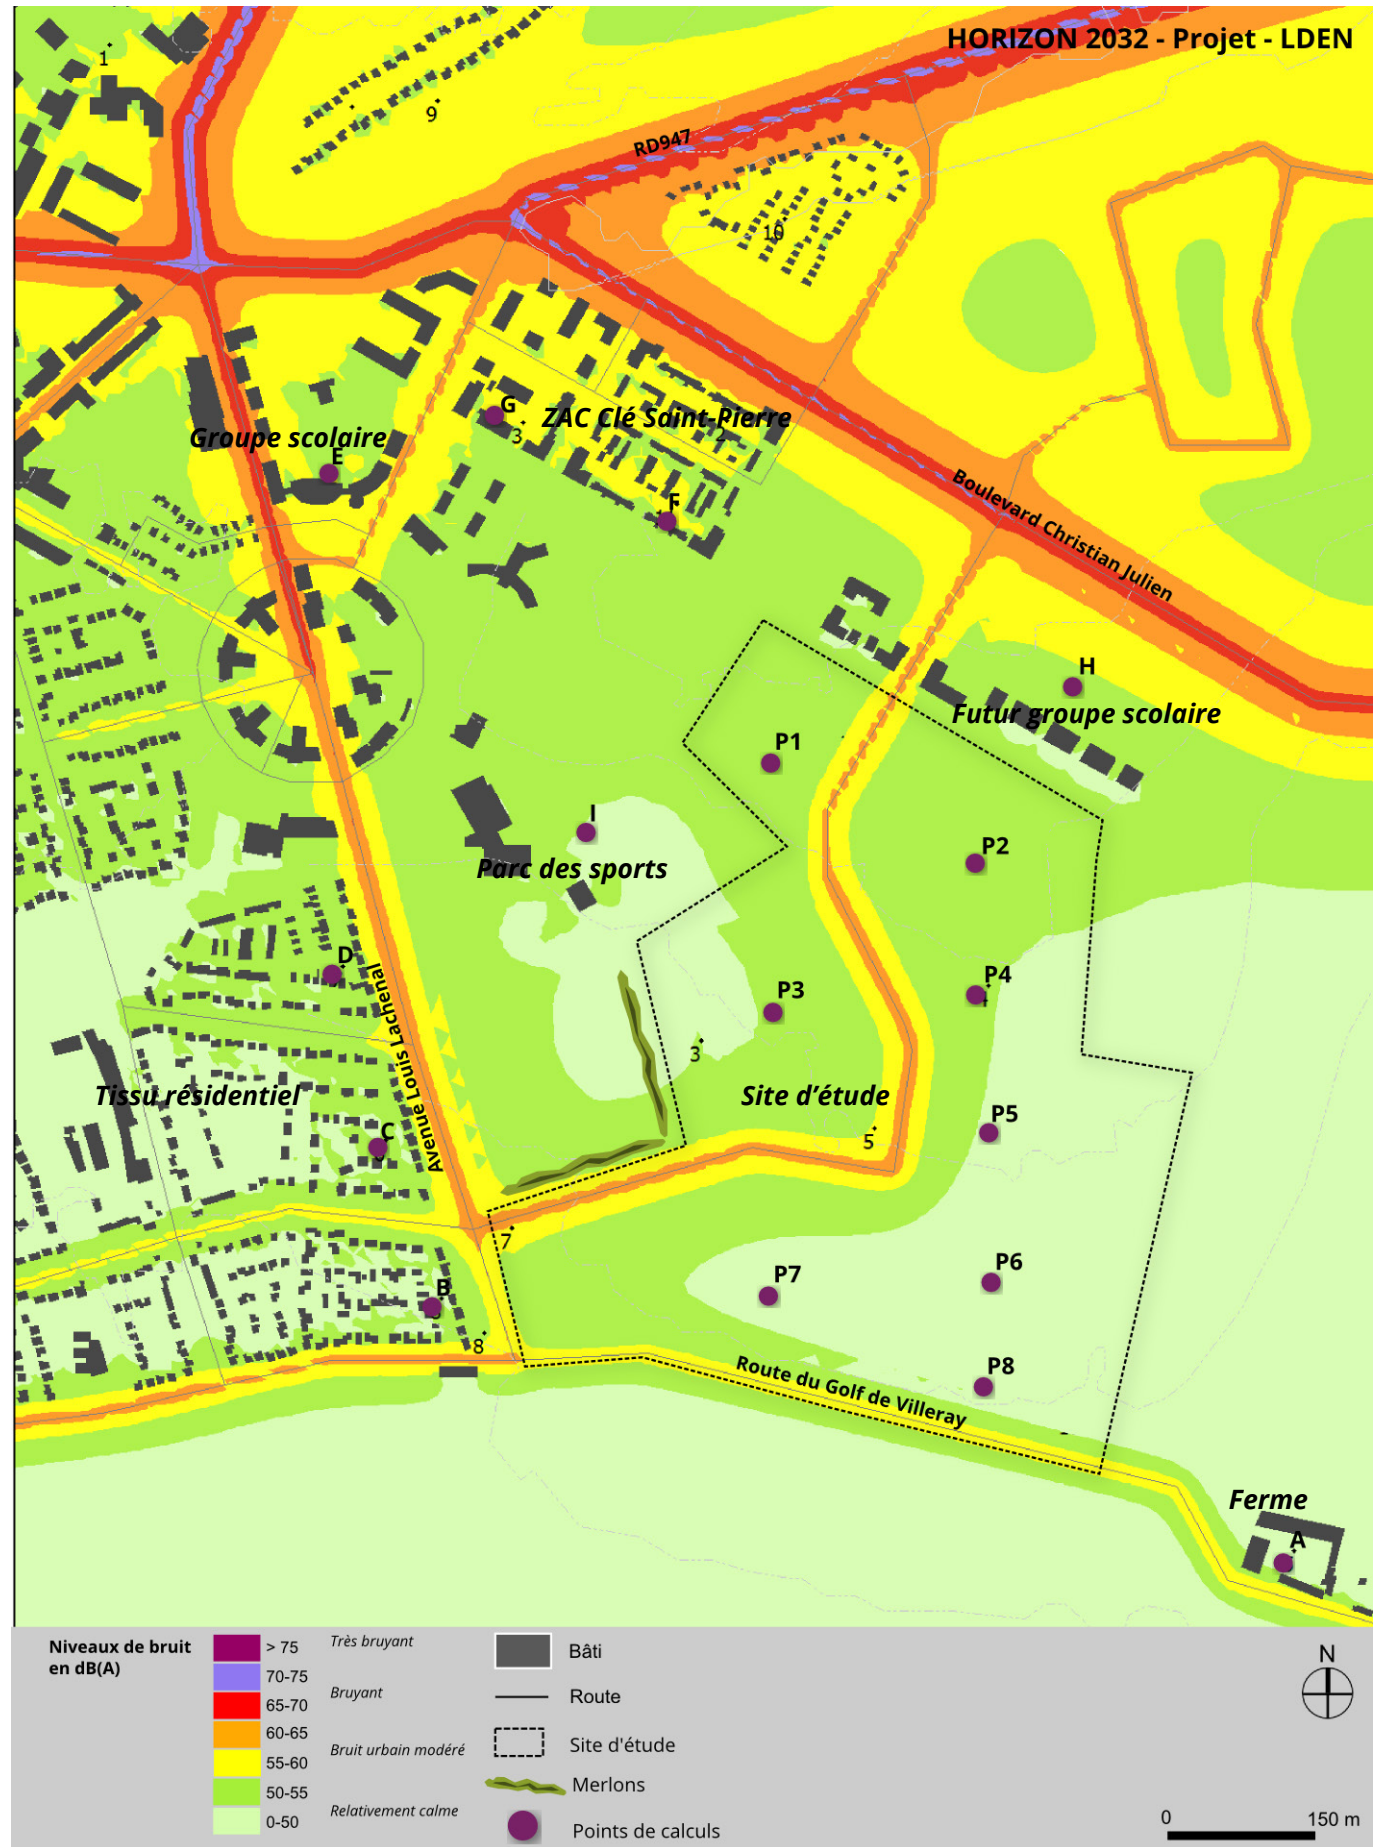 HORIZON 2032 - Projet - LDEN
1
9
RD947
10
G
ZAC Clé Saint-Pierre
3
2
Groupe scolaire
E
F
Boulevard Christian Julien
H
Futur groupe scolaire
P1
I
P2
Parc des sports
D
P4
P3
3
Avenue Louis Lachenal
Tissu résidentiel
Site d'étude
P5
C
5
7
P6
P7
B
8
Route du Golf de Villeray
P8
Ferme
A
Niveaux de bruit
en dB(A)
> 75
70-75
65-70
60-65
55-60
50-55
0-50
Très bruyant
Bruyant
Bruit urbain modéré
Relativement calme
Bâti
Route
Site d'étude
Merlons
Points de calculs
N
0 150 m